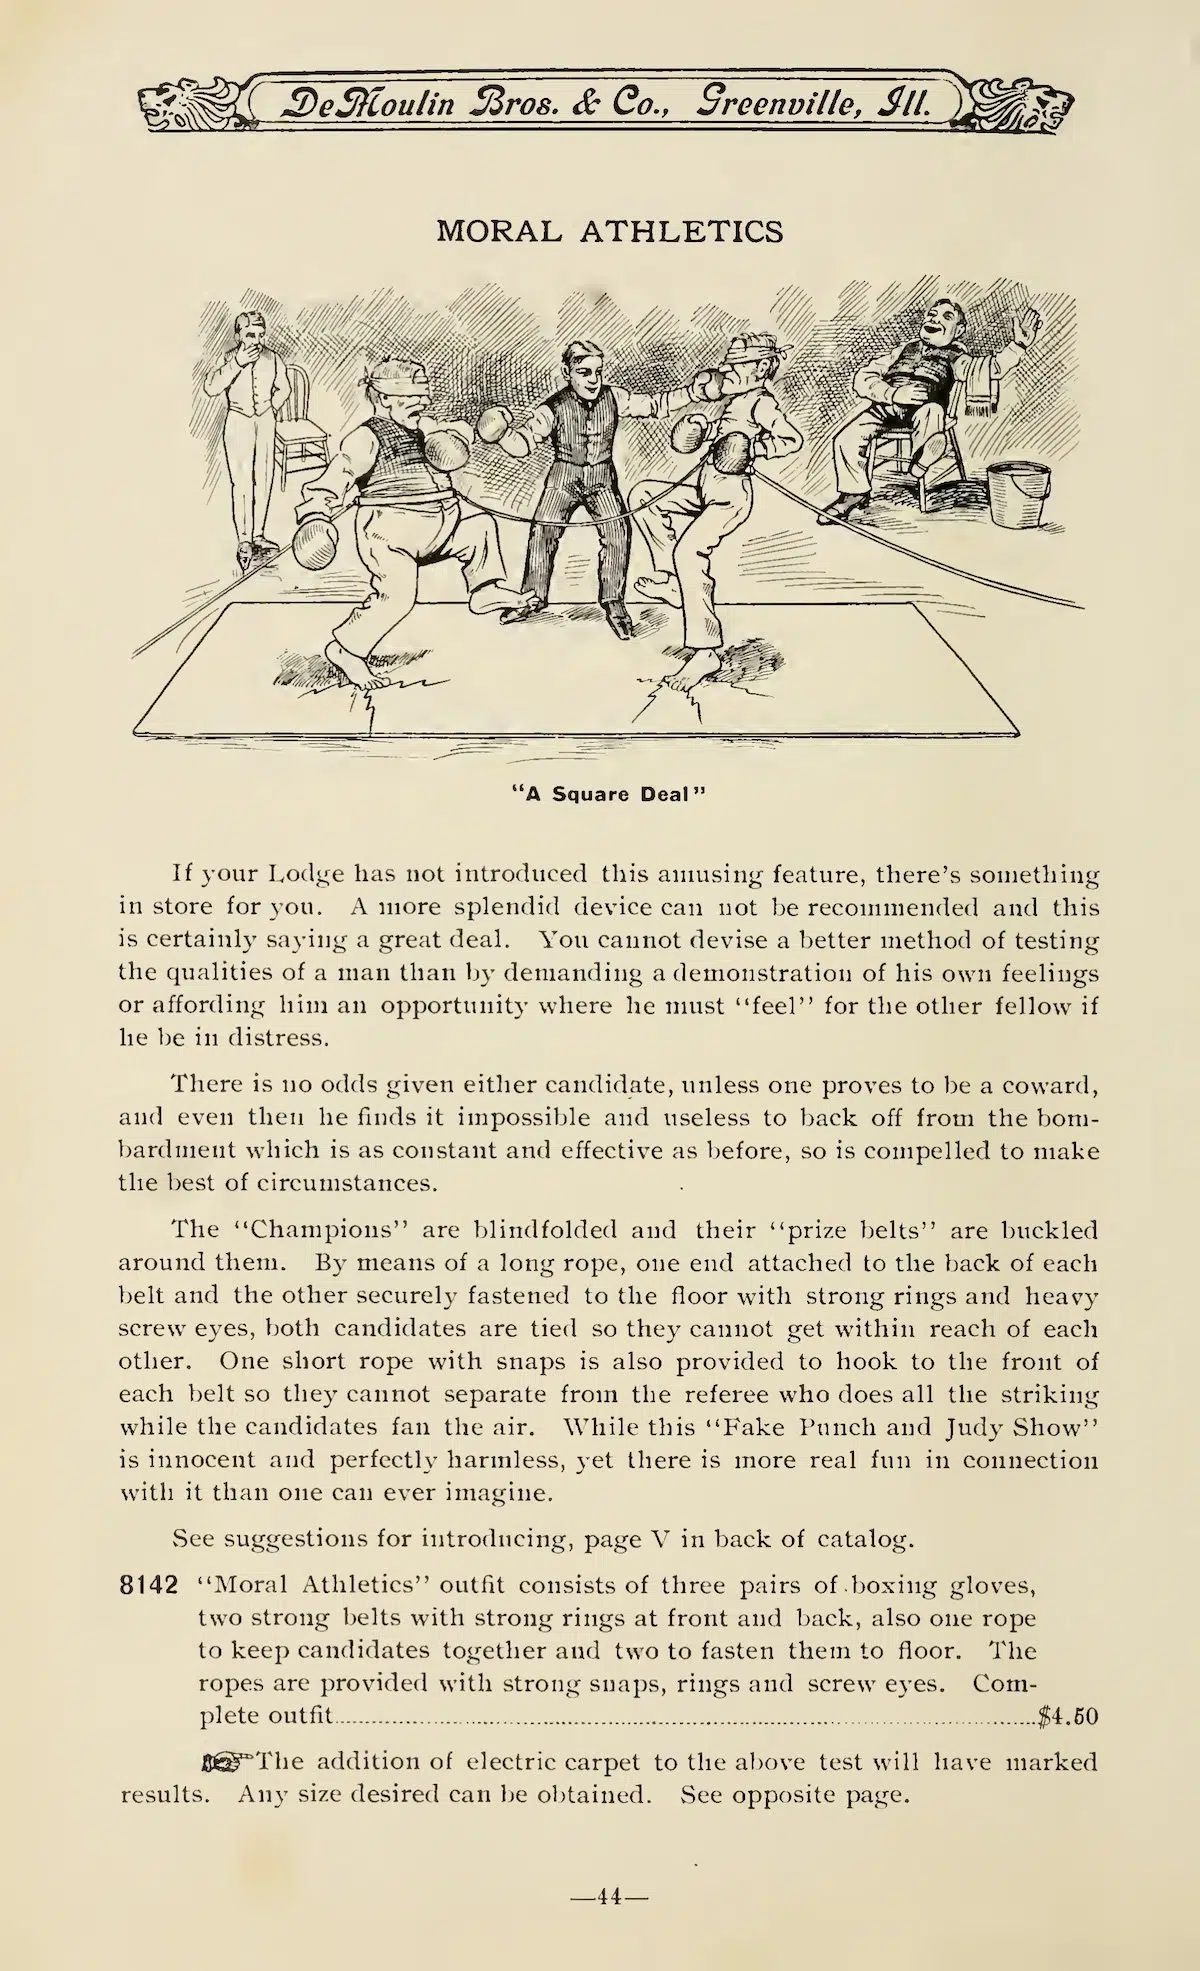 DeMoulin Bros. & Co., Greenville, Ill.
MORAL ATHLETICS
"A Square Deal"
If your Lodge has not introduced this amusing feature, there's something
in store for you. A more splendid device can not be recommended and this
is certainly saying a great deal. You cannot devise a better method of testing
the qualities of a man than by demanding a demonstration of his own feelings
or affording him an opportunity where he must "feel" for the other fellow if
he be in distress.
There is no odds given either candidate, unless one proves to be a coward,
and even then he finds it impossible and useless to back off from the bom-
bardment which is as constant and effective as before, so is compelled to make
the best of circumstances.
The "Champions" are blindfolded and their "prize belts" are buckled
around them. By means of a long rope, one end attached to the back of each
belt and the other securely fastened to the floor with strong rings and heavy
screw eyes, both candidates are tied so they cannot get within reach of each
other. One short rope with snaps is also provided to hook to the front of
each belt so they cannot separate from the referee who does all the striking
while the candidates fan the air. While this "Fake Punch and Judy Show"
is innocent and perfectly harmless, yet there is more real fun in connection
with it than one can ever imagine.
See suggestions for introducing, page V in back of catalog.
8142 "Moral Athletics" outfit consists of three pairs of boxing gloves,
two strong belts with strong rings at front and back, also one rope
to keep candidates together and two to fasten them to floor. The
ropes are provided with strong snaps, rings and screw eyes. Com-
plete outfit........$4.50
☞The addition of electric carpet to the above test will have marked
results. Any size desired can be obtained. See opposite page.
—44—